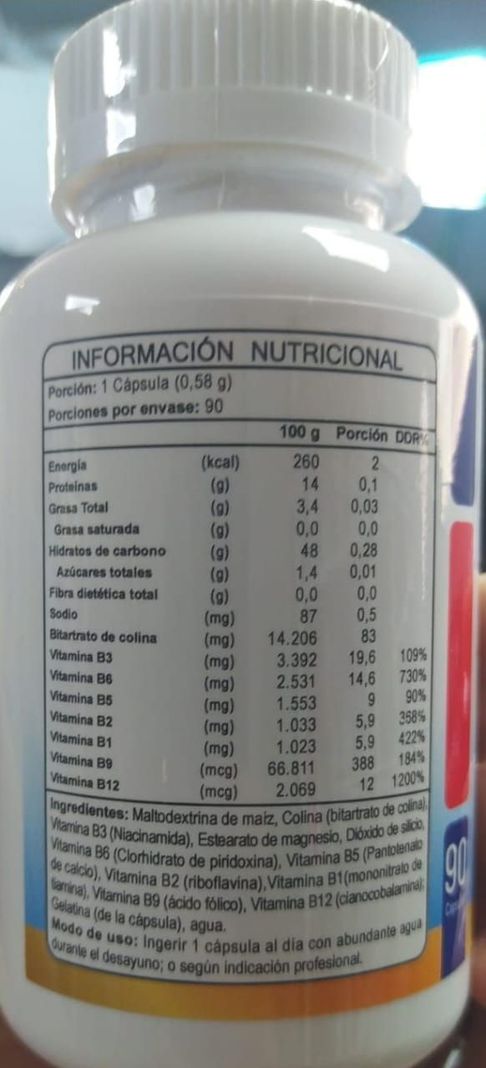 INFORMACIÓN NUTRICIONAL
Porción: 1 Cápsula (0,58 g)
Porciones por envase: 90
100 g Porción DDR%
Energía (kcal) 260 2
Proteinas (g) 14 0,1
Grasa Total (g) 3,4 0,03
Grasa saturada (g) 0,0 0,0
Hidratos de carbono (g) 48 0,28
Azúcares totales (g) 1,4 0,01
Fibra dietética total (g) 0,0 0,0
Sodio (mg) 87 0,5
Bitartrato de colina (mg) 14.206 83
Vitamina B3 (mg) 3.392 19,6 109%
Vitamina B6 (mg) 2.531 14,6 730%
Vitamina B5 (mg) 1.553 9 90%
Vitamina B2 (mg) 1.033 5,9 368%
Vitamina B1 (mg) 1.023 5,9 422%
Vitamina B9 (mcg) 66.811 388 184%
Vitamina B12 (mcg) 2.069 12 1200%
Ingredientes: Maltodextrina de maíz, Colina (bitartrato de colina),
Vitamina B3 (Niacinamida), Estearato de magnesio, Dióxido de silicio,
Vitamina B6 (Clorhidrato de piridoxina), Vitamina B5 (Pantotenato
de calcio), Vitamina B2 (riboflavina), Vitamina B1 (mononitrato de
tiamina), Vitamina B9 (ácido fólico), Vitamina B12 (cianocobalamina);
Gelatina (de la cápsula), agua.
Modo de uso: Ingerir 1 cápsula al día con abundante agua
durante el desayuno; o según indicación profesional.
90